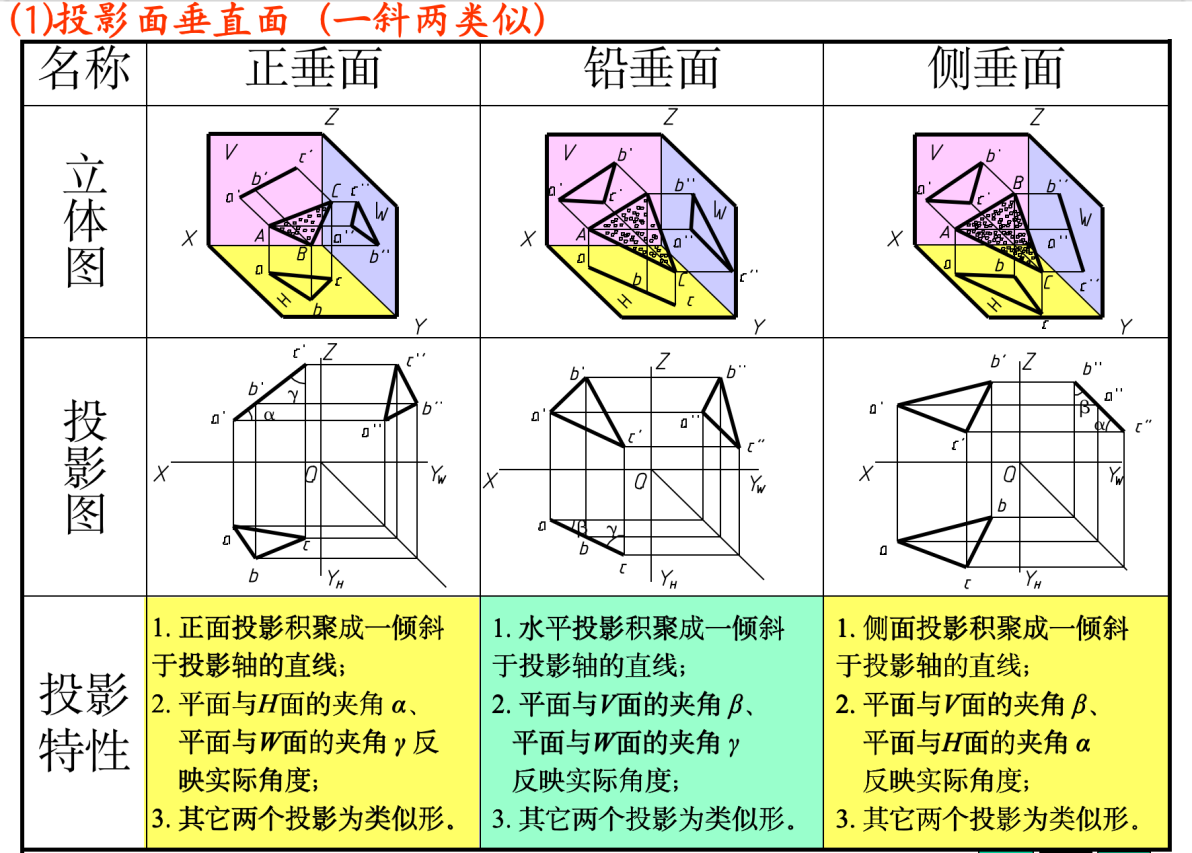 (1)投影面垂直面 (一斜两类似)
名称 正垂面 铅垂面 侧垂面
立体图
Z Z Z
V c' V b' V b'
a' b' C c'' W a' c' b'' W a' c' B b'' W
X A B a'' b'' X A a'' c'' X A a'' c''
a c b H a b C c H a b C c H
Y Y Y
投影图
c' Z c'' Z b' b'' b' Z b''
a' b' γ α b'' a'' a' a'' c' c'' a' c' β a'' α c''
X O Yw X O Yw X O Yw
a c b a β b γ c b a c
YH YH YH
投影特性
1. 正面投影积聚成一倾斜
于投影轴的直线；
2. 平面与H面的夹角 α、
平面与W面的夹角 γ 反
映实际角度；
3. 其它两个投影为类似形。
1. 水平投影积聚成一倾斜
于投影轴的直线；
2. 平面与V面的夹角 β、
平面与W面的夹角 γ
反映实际角度；
3. 其它两个投影为类似形。
1. 侧面投影积聚成一倾斜
于投影轴的直线；
2. 平面与V面的夹角 β、
平面与H面的夹角 α
反映实际角度；
3. 其它两个投影为类似形。